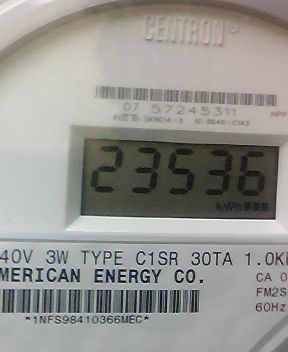 CENTRON®
07 57245311
23536
kWh
40V 3W TYPE C1SR 30TA 1.0K
MERICAN ENERGY CO.
CA 0
FM2S
60Hz
*1NFS98410366MEC*